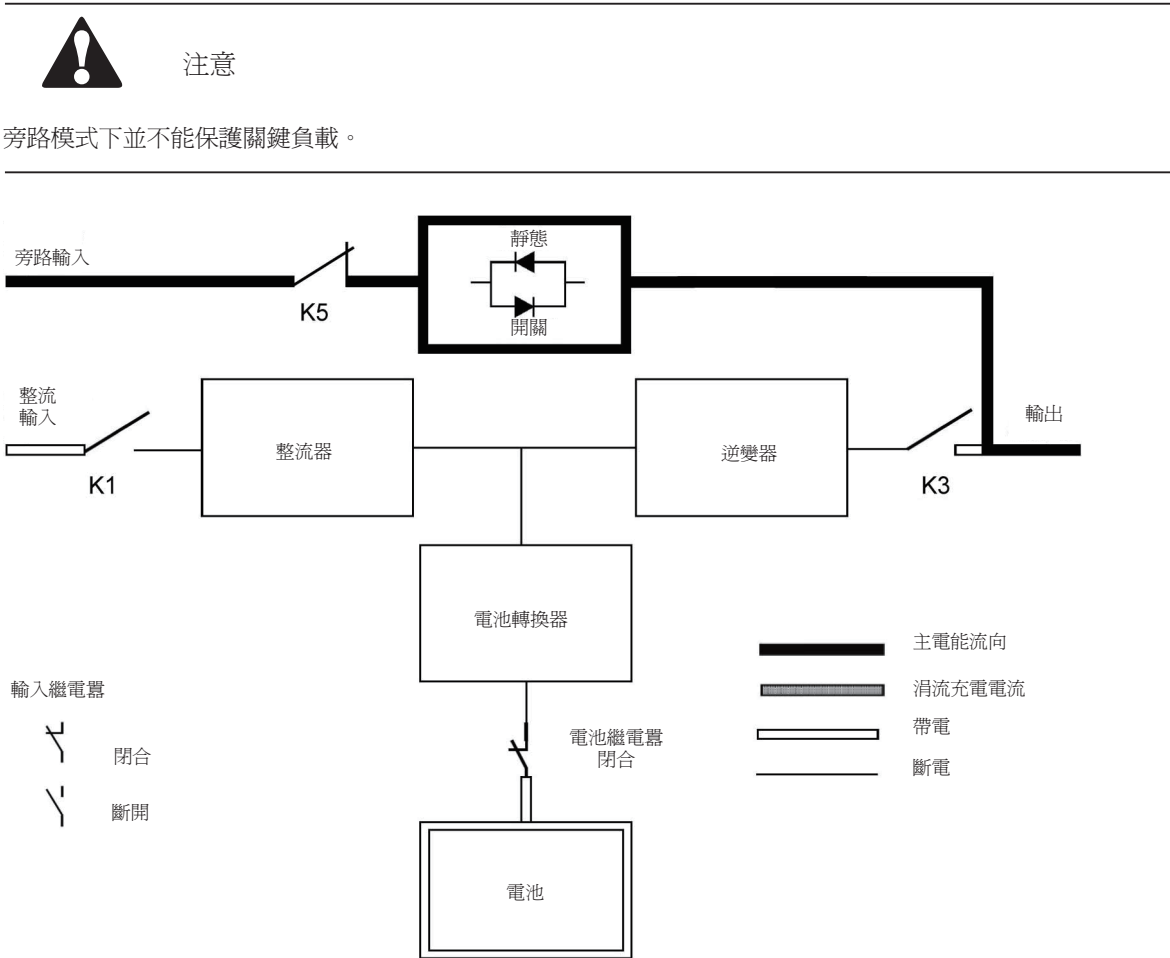 注意
旁路模式下並不能保護關鍵負載。
旁路輸入
K5
靜態
開關
整流
輸入
K1
整流器
逆變器
K3
輸出
電池轉換器
輸入繼電囂
閉合
斷開
電池繼電囂
閉合
電池
主電能流向
涓流充電電流
帶電
斷電